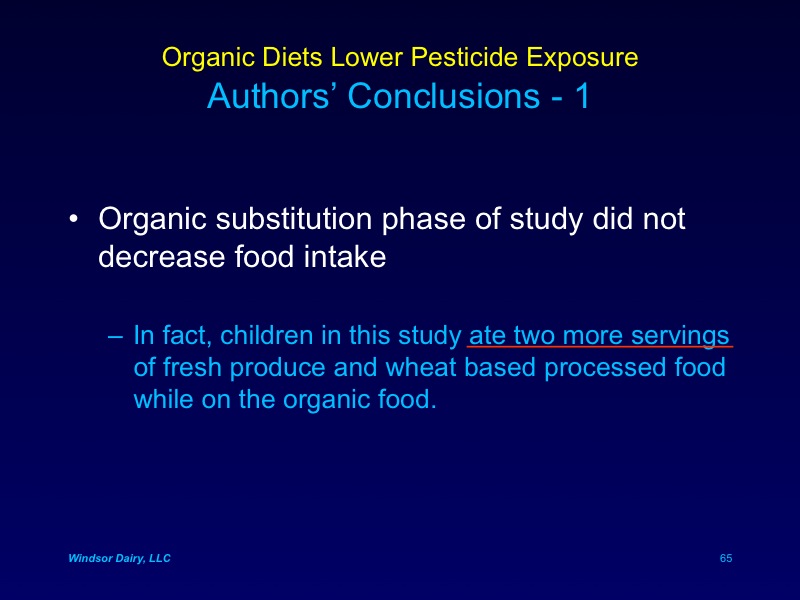 Organic Diets Lower Pesticide Exposure
Authors’ Conclusions - 1
• Organic substitution phase of study did not
decrease food intake
– In fact, children in this study ate two more servings
of fresh produce and wheat based processed food
while on the organic food.
Windsor Dairy, LLC
65